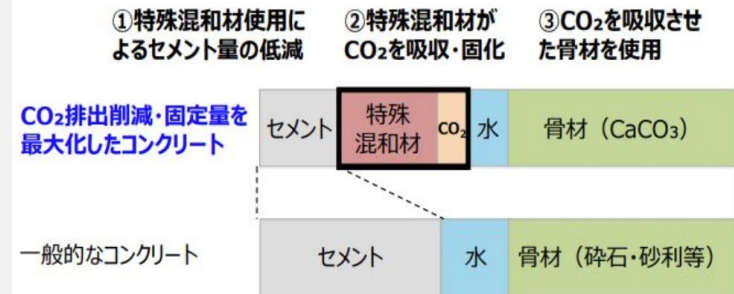 ①特殊混和材使用に
よるセメント量の低減
②特殊混和材が
CO₂を吸収・固化
③CO₂を吸収させ
た骨材を使用
CO₂排出削減・固定量を
最大化したコンクリート
セメント
特殊
混和材
CO₂
水
骨材（CaCO₃）
一般的なコンクリート
セメント
水
骨材（砕石・砂利等）